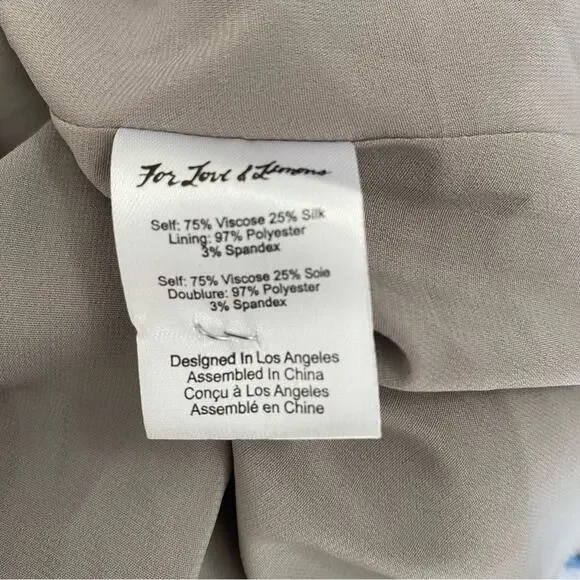 For Love & Lemons
Self: 75% Viscose 25% Silk
Lining: 97% Polyester
3% Spandex
Self: 75% Viscose 25% Soie
Doublure: 97% Polyester
3% Spandex
Designed In Los Angeles
Assembled In China
Conçu à Los Angeles
Assemblé en Chine